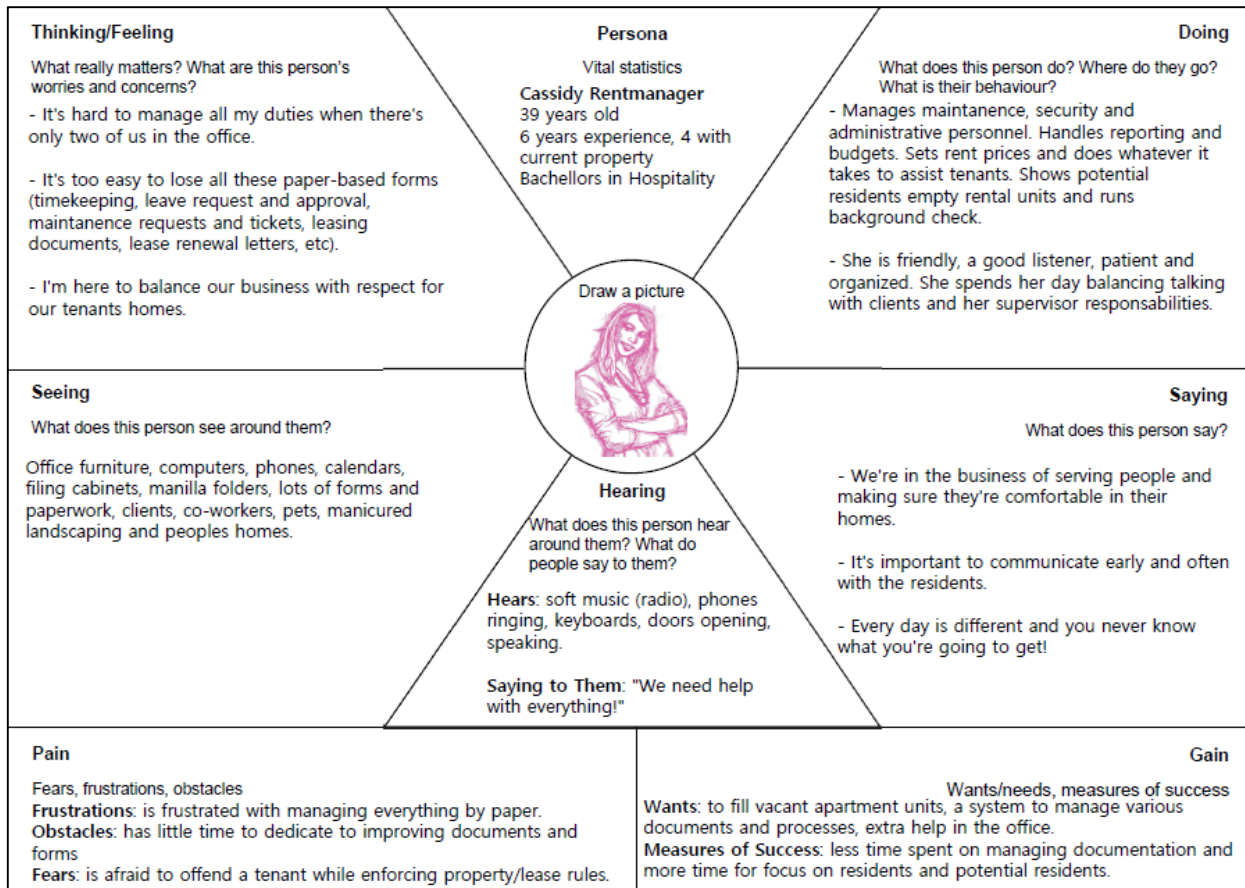 Thinking/Feeling
What really matters? What are this person's
worries and concerns?
- It's hard to manage all my duties when there's
only two of us in the office.
- It's too easy to lose all these paper-based forms
(timekeeping, leave request and approval,
maintanence requests and tickets, leasing
documents, lease renewal letters, etc).
- I'm here to balance our business with respect for
our tenants homes.
Persona
Vital statistics
Cassidy Rentmanager
39 years old
6 years experience, 4 with
current property
Bachellors in Hospitality
Doing
What does this person do? Where do they go?
What is their behaviour?
- Manages maintanence, security and
administrative personnel. Handles reporting and
budgets. Sets rent prices and does whatever it
takes to assist tenants. Shows potential
residents empty rental units and runs
background check.
- She is friendly, a good listener, patient and
organized. She spends her day balancing talking
with clients and her supervisor responsabilities.
Draw a picture
Seeing
What does this person see around them?
Office furniture, computers, phones, calendars,
filing cabinets, manilla folders, lots of forms and
paperwork, clients, co-workers, pets, manicured
landscaping and peoples homes.
Hearing
What does this person hear
around them? What do
people say to them?
Hears: soft music (radio), phones
ringing, keyboards, doors opening,
speaking.
Saying to Them: "We need help
with everything!"
Saying
What does this person say?
- We're in the business of serving people and
making sure they're comfortable in their
homes.
- It's important to communicate early and often
with the residents.
- Every day is different and you never know
what you're going to get!
Pain
Fears, frustrations, obstacles
Frustrations: is frustrated with managing everything by paper.
Obstacles: has little time to dedicate to improving documents and
forms
Fears: is afraid to offend a tenant while enforcing property/lease rules.
Gain
Wants/needs, measures of success
Wants: to fill vacant apartment units, a system to manage various
documents and processes, extra help in the office.
Measures of Success: less time spent on managing documentation and
more time for focus on residents and potential residents.